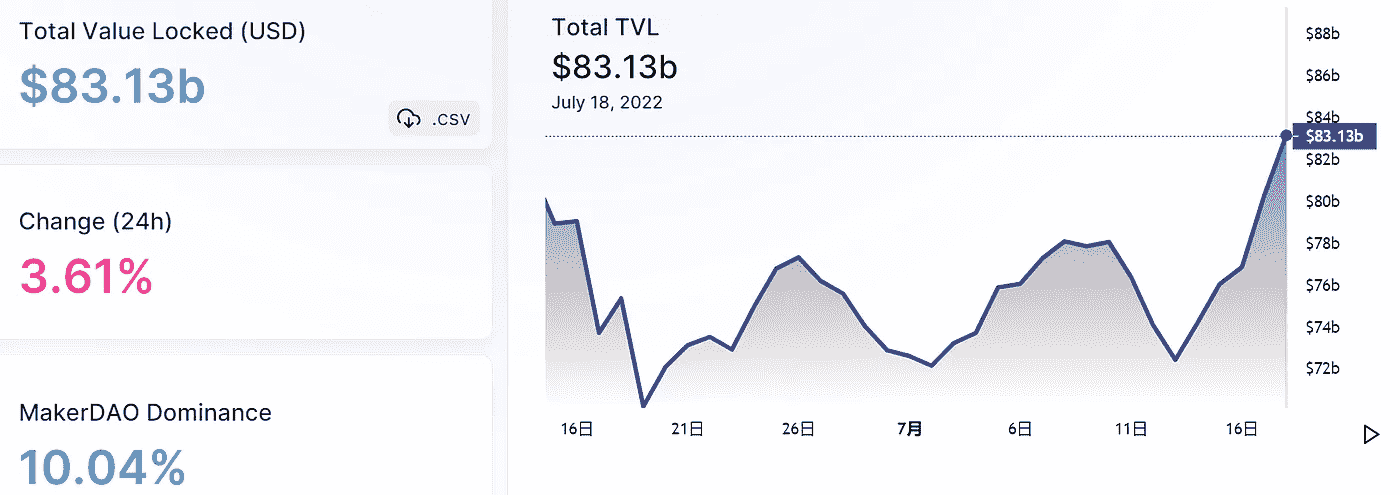 Total Value Locked (USD)
$83.13b
.CSV
Change (24h)
3.61%
MakerDAO Dominance
10.04%
Total TVL
$83.13b
July 18, 2022
$88b
$86b
$84b
$83.13b
$82b
$80b
$78b
$76b
$74b
$72b
16日 21日 26日 7月 6日 11日 16日